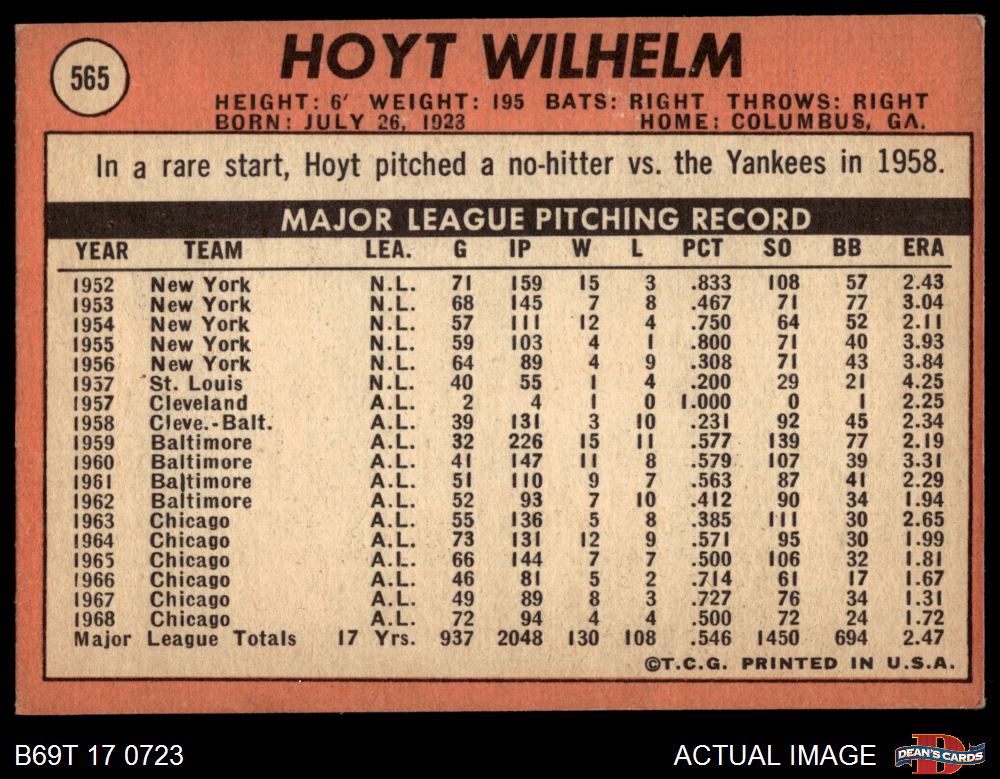 565
HOYT WILHELM
HEIGHT: 6' WEIGHT: 195 BATS: RIGHT THROWS: RIGHT
BORN: JULY 26, 1923 HOME: COLUMBUS, GA.
In a rare start, Hoyt pitched a no-hitter vs. the Yankees in 1958.
MAJOR LEAGUE PITCHING RECORD
YEAR TEAM LEA. G IP W L PCT SO BB ERA
1952 New York N.L. 71 159 15 3 .833 108 57 2.43
1953 New York N.L. 68 145 7 8 .467 71 77 3.04
1954 New York N.L. 57 111 12 4 .750 64 52 2.11
1955 New York N.L. 59 103 4 1 .800 71 40 3.93
1956 New York N.L. 64 89 4 9 .308 71 43 3.84
1957 St. Louis N.L. 40 55 1 4 .200 29 21 4.25
1957 Cleveland A.L. 2 4 1 0 1.000 0 1 2.25
1958 Cleve.-Balt. A.L. 39 131 3 10 .231 92 45 2.34
1959 Baltimore A.L. 32 226 15 11 .577 139 77 2.19
1960 Baltimore A.L. 41 147 11 8 .579 107 39 3.31
1961 Baltimore A.L. 51 110 9 7 .563 87 41 2.29
1962 Baltimore A.L. 52 93 7 10 .412 90 34 1.94
1963 Chicago A.L. 55 136 5 8 .385 111 30 2.65
1964 Chicago A.L. 73 131 12 9 .571 95 30 1.99
1965 Chicago A.L. 66 144 7 7 .500 106 32 1.81
1966 Chicago A.L. 46 81 5 2 .714 61 17 1.67
1967 Chicago A.L. 49 89 8 3 .727 76 34 1.31
1968 Chicago A.L. 72 94 4 4 .500 72 24 1.72
Major League Totals 17 Yrs. 937 2048 130 108 .546 1450 694 2.47
©T.C.G. PRINTED IN U.S.A.
B69T 17 0723 ACTUAL IMAGE DEAN'S CARDS